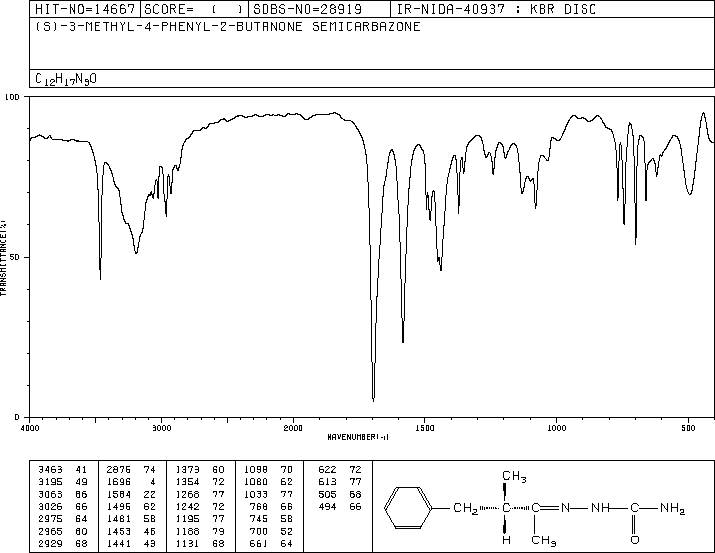 HIT-NO=14667 SCORE= ( ) SDBS-NO=28919 IR-NIDA-40937 : KBR DISC
(S)-3-METHYL-4-PHENYL-2-BUTANONE SEMICARBAZONE
C12H17N3O
100
50
0
TRANSMITTANCE(%)
4000 3000 2000 1500 1000 500
WAVENUMBER(-1)
3463 41 2876 74 1373 60 1098 70 622 72
3195 49 1696 4 1354 72 1080 62 613 77
3063 66 1584 22 1268 77 1033 77 505 68
3026 66 1496 62 1242 72 768 66 494 66
2975 64 1481 58 1195 77 745 58
2965 60 1453 46 1188 79 700 52
2929 68 1441 43 1131 68 661 64
CH3
CH2 C C N NH C NH2
H CH3 O